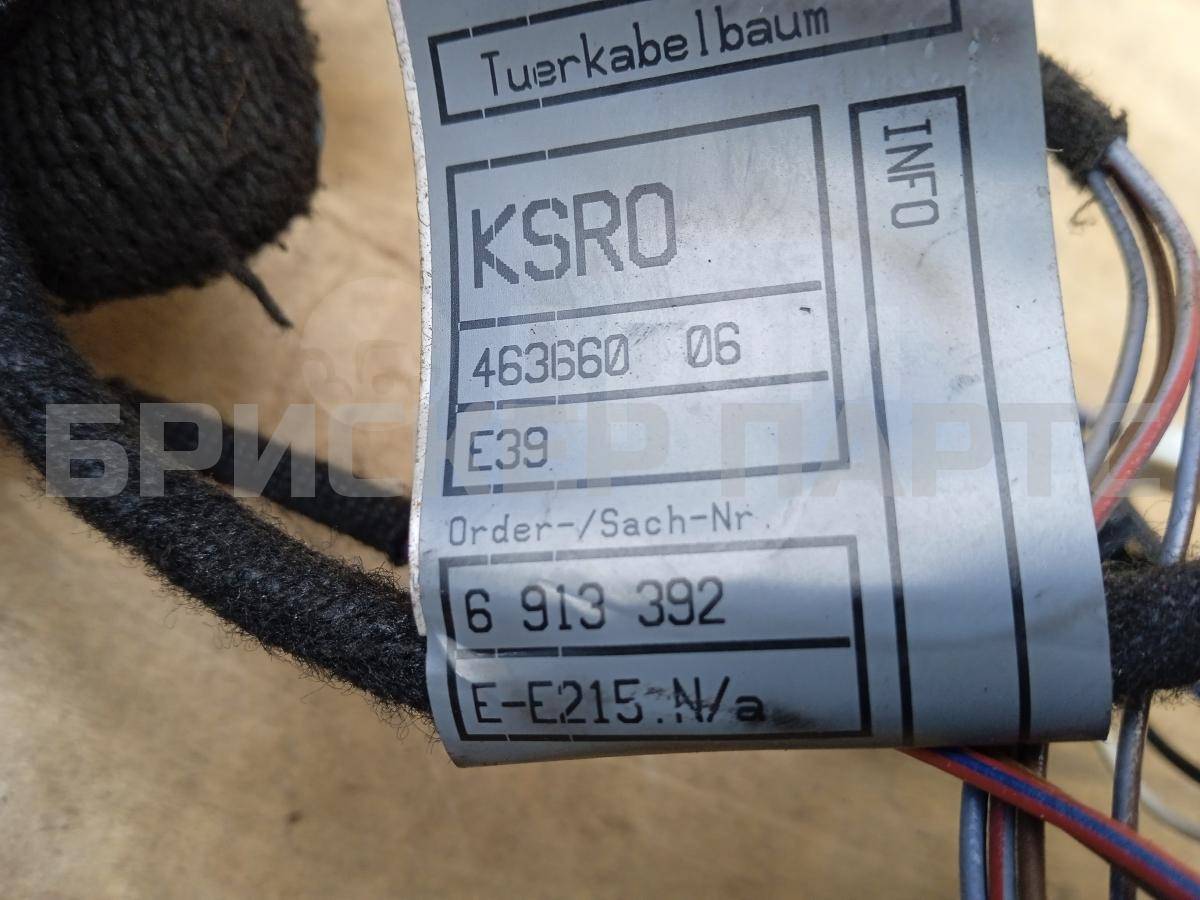 Tuerkabelbaum
INFO
KSRO
463660 06
E39
Order-/Sach-Nr.
6 913 392
E-E215.N/a
БРИСКЕР ПАРТС